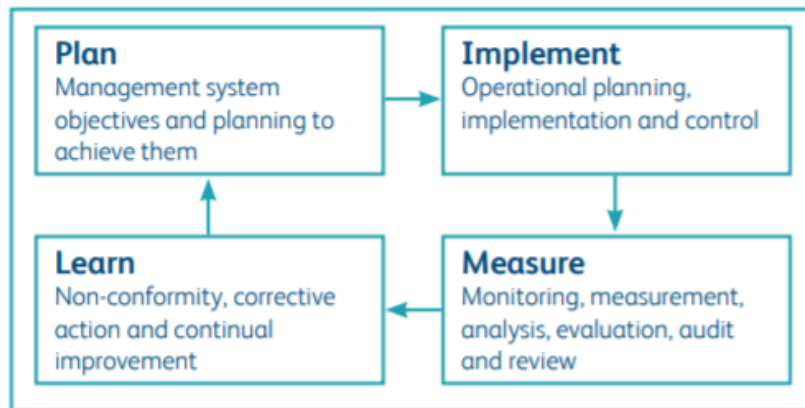 Plan
Management system
objectives and planning to
achieve them
Implement
Operational planning,
implementation and control
Learn
Non-conformity, corrective
action and continual
improvement
Measure
Monitoring, measurement,
analysis, evaluation, audit
and review